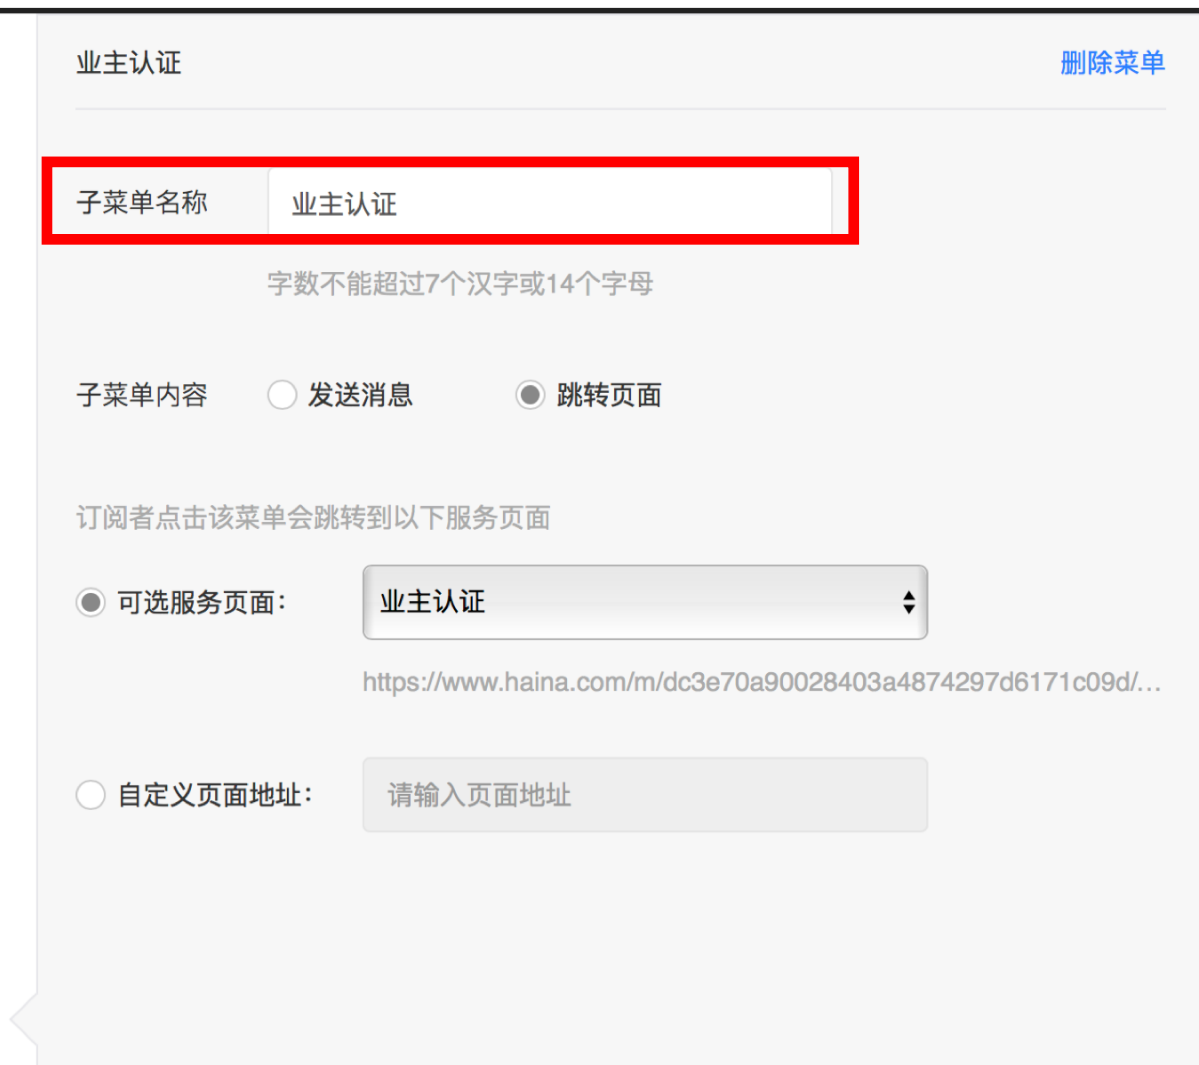 业主认证 删除菜单
子菜单名称 业主认证
字数不能超过7个汉字或14个字母
子菜单内容 发送消息 跳转页面
订阅者点击该菜单会跳转到以下服务页面
可选服务页面： 业主认证
https://www.haina.com/m/dc3e70a90028403a4874297d6171c09d/...
自定义页面地址： 请输入页面地址